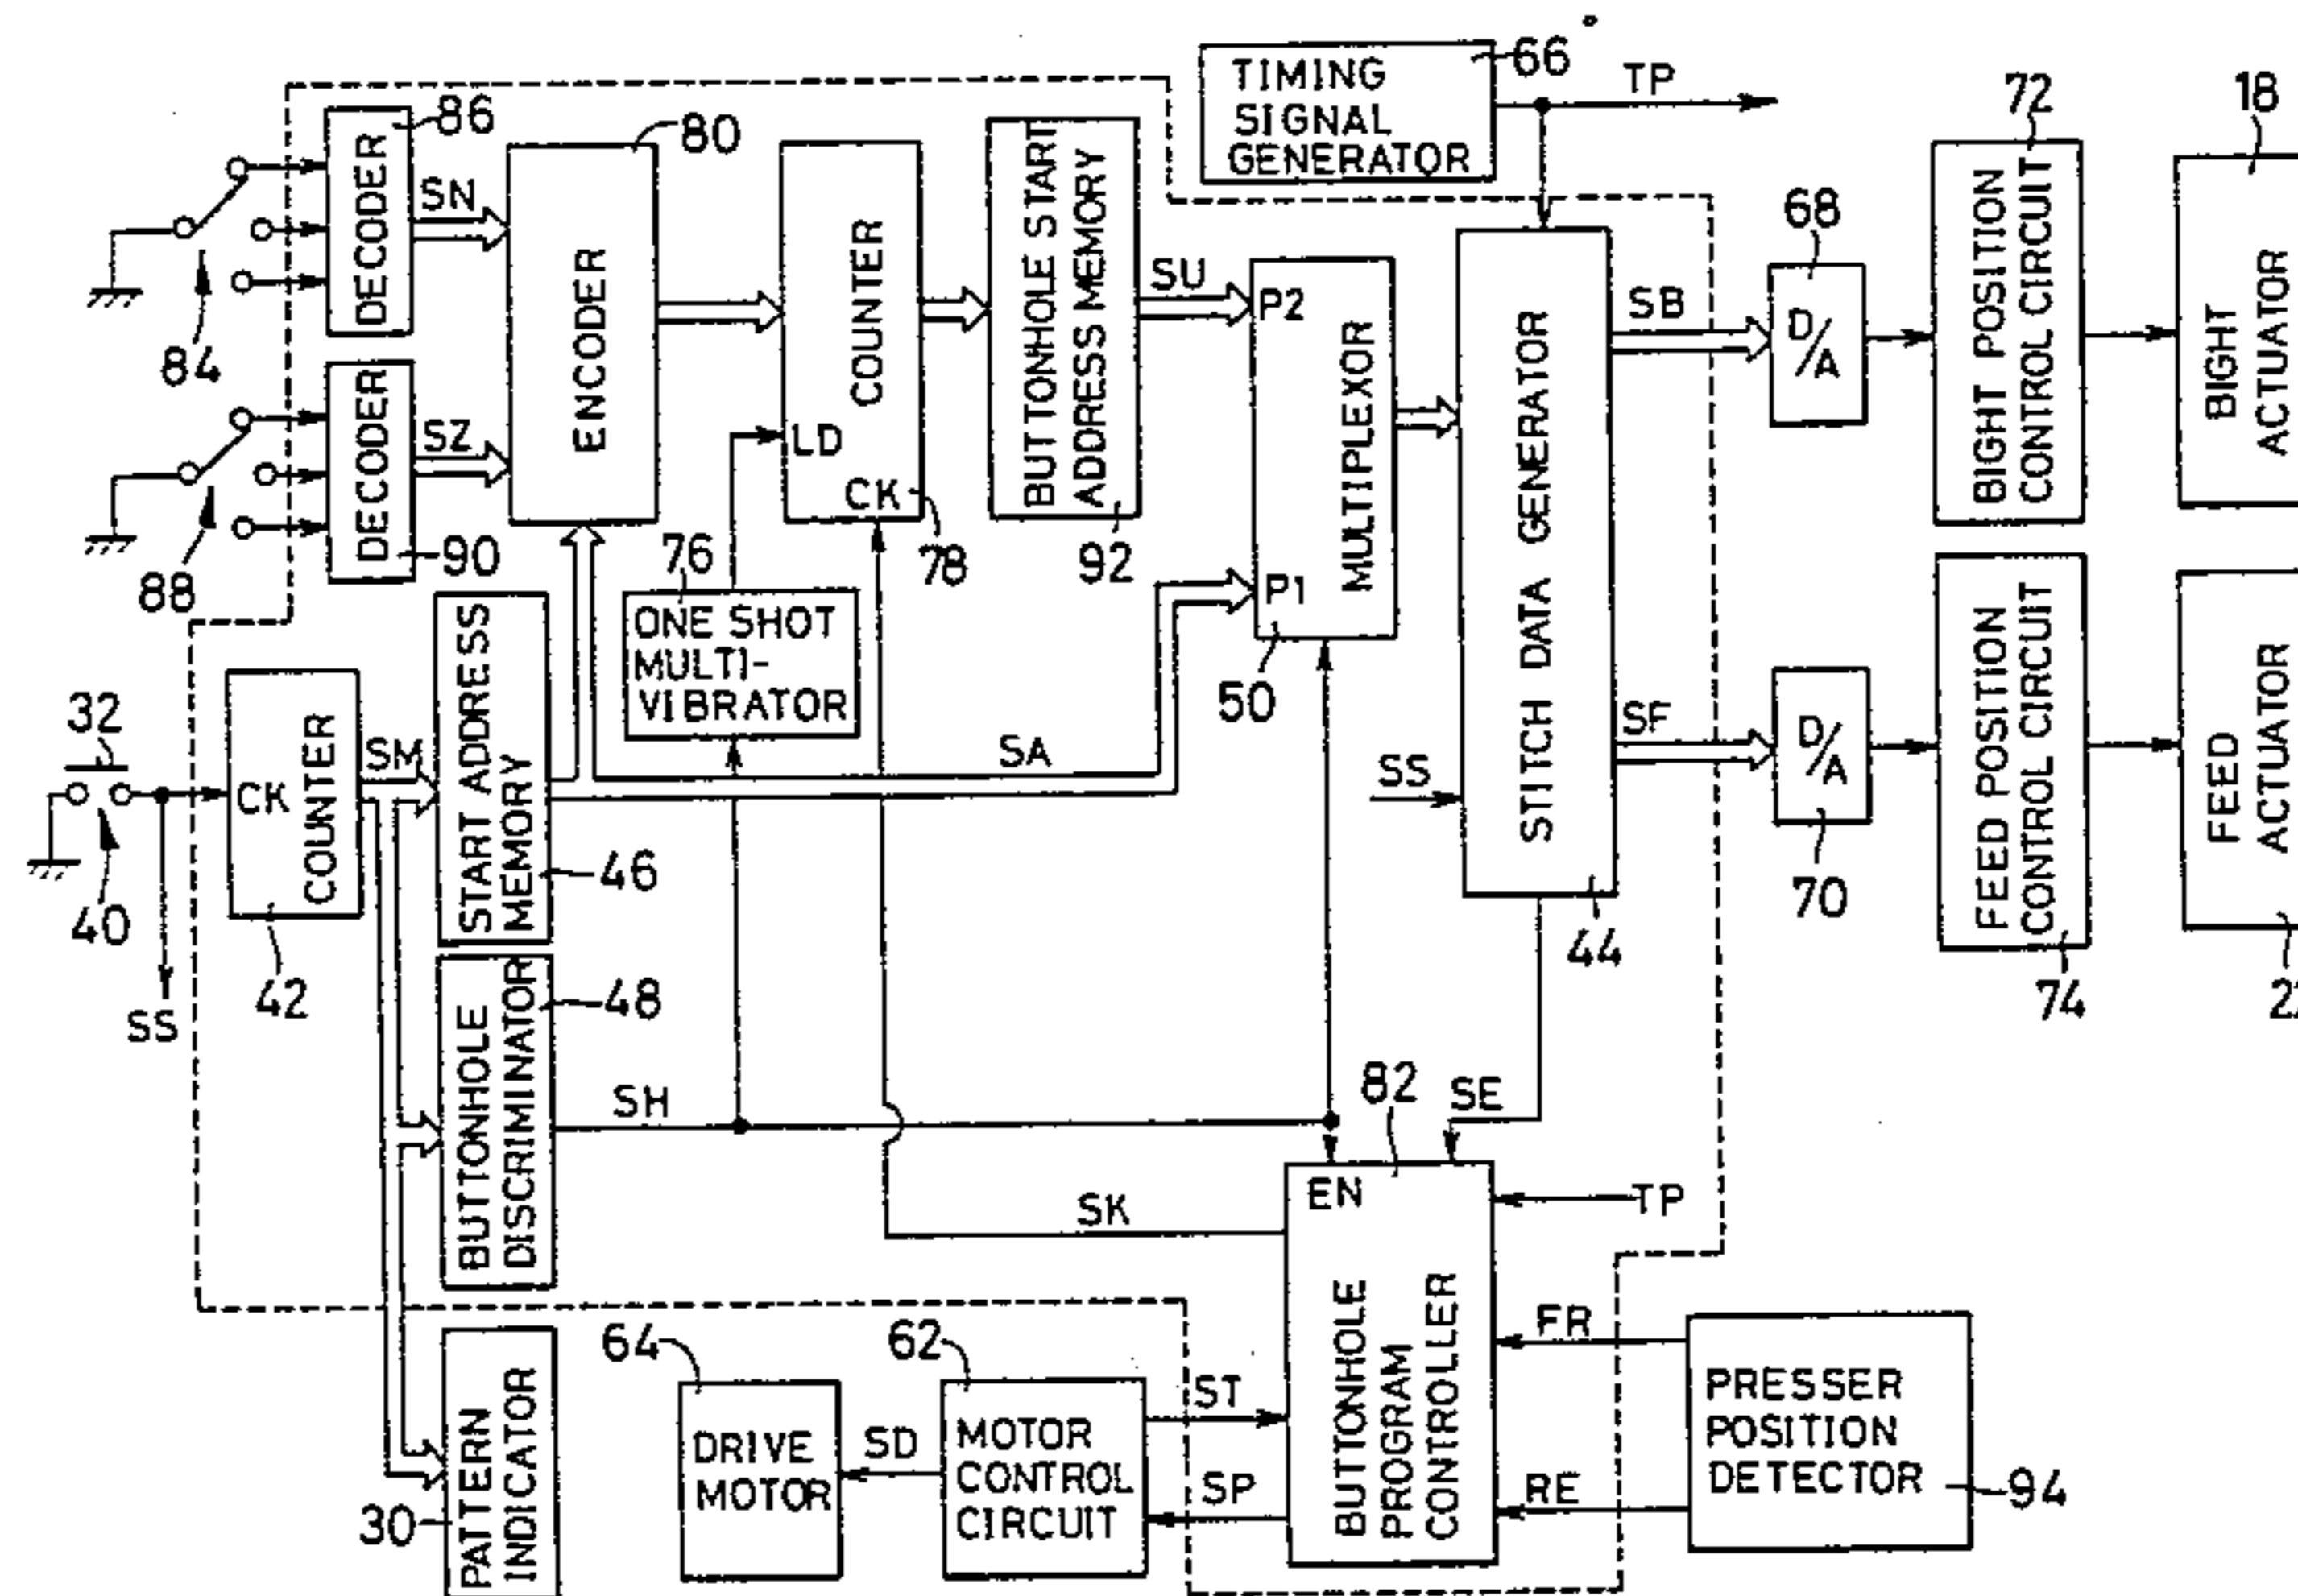 TIMING
SIGNAL
GENERATOR
66
TP
86
DECODER
SN
84
80
ENCODER
COUNTER
LD
CK
78
BUTTONHOLE START
ADDRESS MEMORY
92
SU
P2
P1
MULTIPLEXOR
50
STITCH DATA GENERATOR
44
SB
68
D/A
72
BIGHT POSITION
CONTROL CIRCUIT
18
BIGHT
ACTUATOR
DECODER
90
SZ
88
76
ONE SHOT
MULTI-
VIBRATOR
SS
SF
D/A
70
FEED POSITION
CONTROL CIRCUIT
74
FEED
ACTUATOR
32
40
SS
CK
COUNTER
42
SM
START ADDRESS
MEMORY
46
SA
BUTTONHOLE
DISCRIMINATOR
48
SH
SK
82
SE
EN
TP
BUTTONHOLE
PROGRAM
CONTROLLER
FR
RE
PRESSER
POSITION
DETECTOR
94
PATTERN
INDICATOR
30
64
DRIVE
MOTOR
SD
62
MOTOR
CONTROL
CIRCUIT
ST
SP